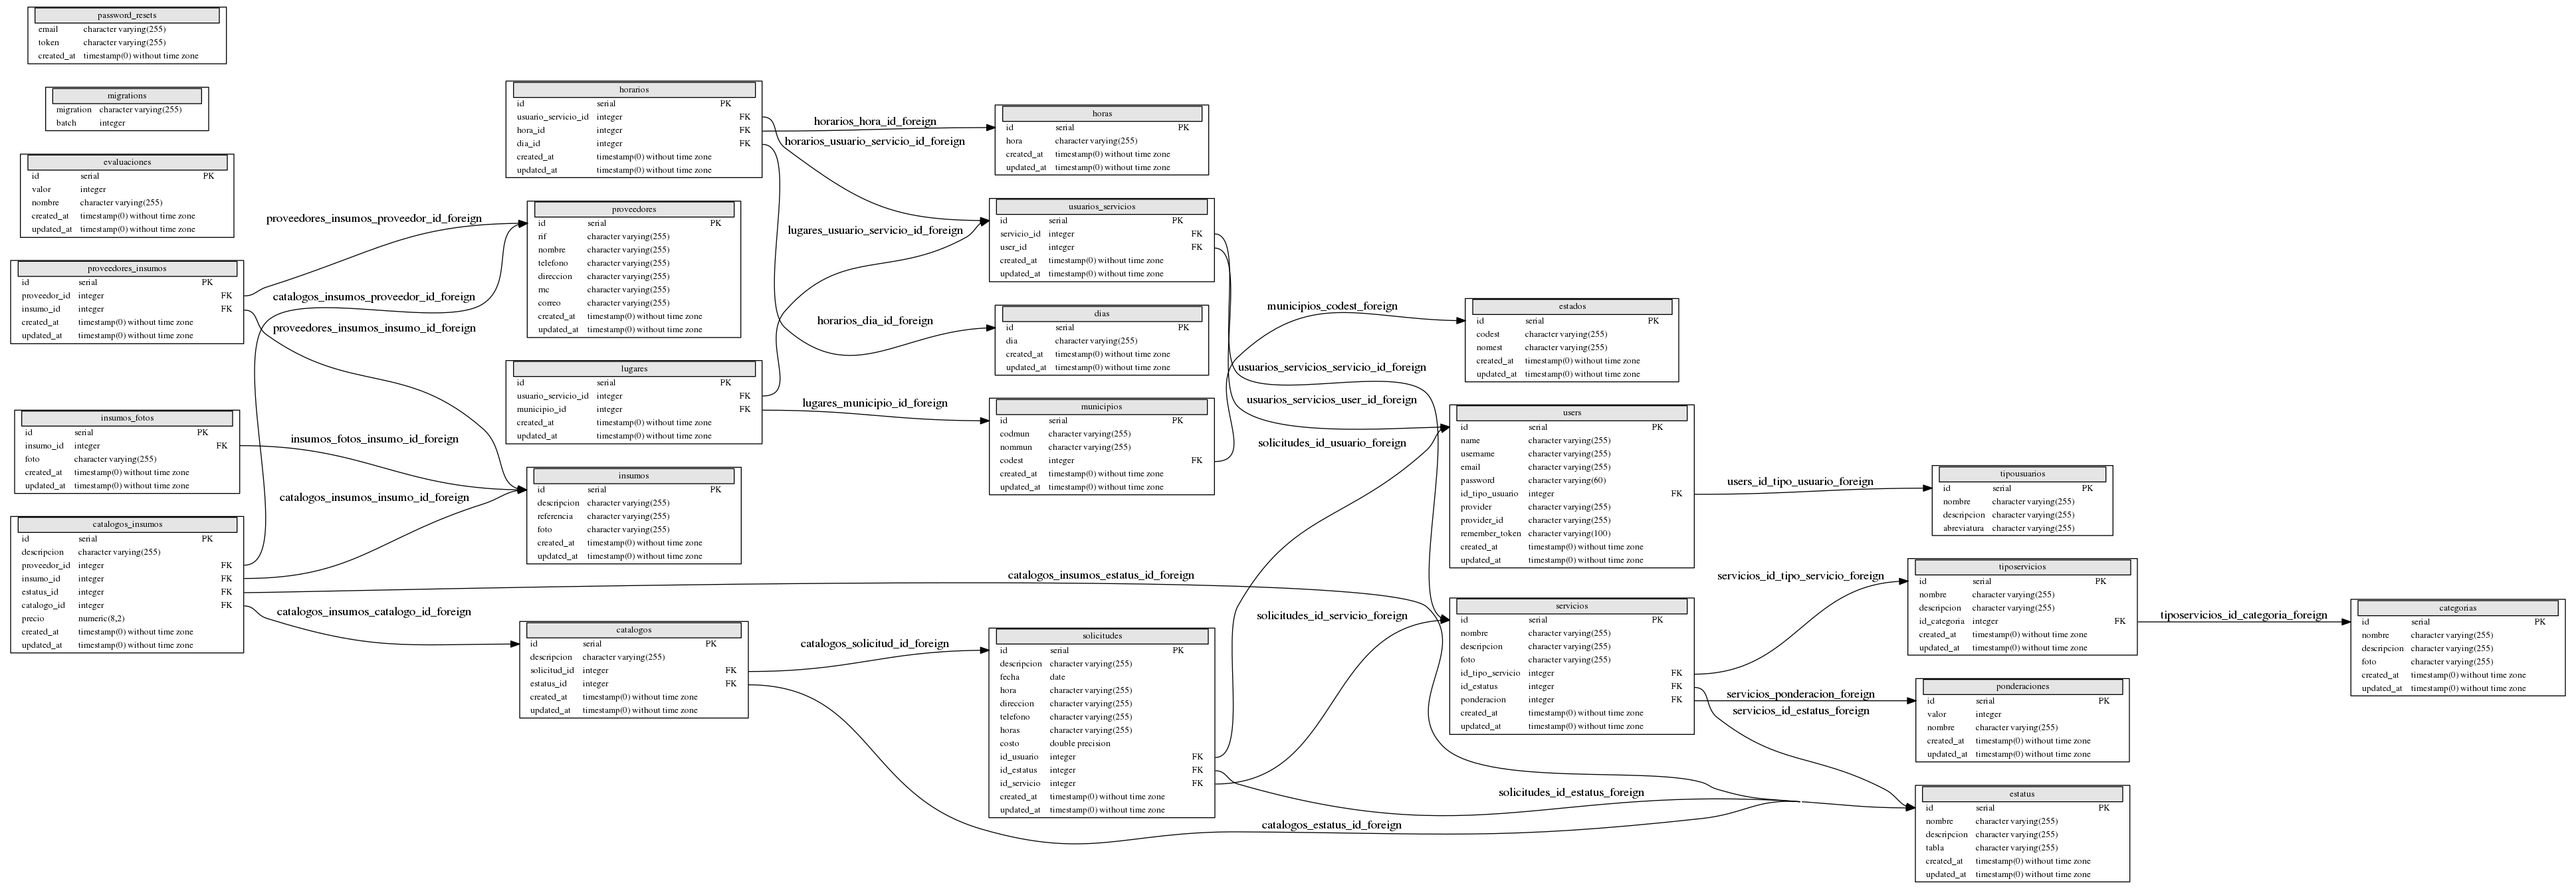 password_resets
email character varying(255)
token character varying(255)
created_at timestamp(0) without time zone
migrations
migration character varying(255)
batch integer
evaluaciones
id serial PK
valor integer
nombre character varying(255)
created_at timestamp(0) without time zone
updated_at timestamp(0) without time zone
proveedores_insumos
id serial PK
proveedor_id integer FK
insumo_id integer FK
created_at timestamp(0) without time zone
updated_at timestamp(0) without time zone
insumos_fotos
id serial PK
insumo_id integer FK
foto character varying(255)
created_at timestamp(0) without time zone
updated_at timestamp(0) without time zone
catalogos_insumos
id serial PK
descripcion character varying(255)
proveedor_id integer FK
insumo_id integer FK
estatus_id integer FK
catalogo_id integer FK
precio numeric(8,2)
created_at timestamp(0) without time zone
updated_at timestamp(0) without time zone
proveedores_insumos_proveedor_id_foreign
catalogos_insumos_proveedor_id_foreign
proveedores_insumos_insumo_id_foreign
insumos_fotos_insumo_id_foreign
catalogos_insumos_insumo_id_foreign
catalogos_insumos_catalogo_id_foreign
horarios
id serial PK
usuario_servicio_id integer FK
hora_id integer FK
dia_id integer FK
created_at timestamp(0) without time zone
updated_at timestamp(0) without time zone
proveedores
id serial PK
rif character varying(255)
nombre character varying(255)
telefono character varying(255)
direccion character varying(255)
rnc character varying(255)
correo character varying(255)
created_at timestamp(0) without time zone
updated_at timestamp(0) without time zone
lugares
id serial PK
usuario_servicio_id integer FK
municipio_id integer FK
created_at timestamp(0) without time zone
updated_at timestamp(0) without time zone
insumos
id serial PK
descripcion character varying(255)
referencia character varying(255)
foto character varying(255)
created_at timestamp(0) without time zone
updated_at timestamp(0) without time zone
catalogos
id serial PK
descripcion character varying(255)
solicitud_id integer FK
estatus_id integer FK
created_at timestamp(0) without time zone
updated_at timestamp(0) without time zone
horarios_hora_id_foreign
horarios_usuario_servicio_id_foreign
lugares_usuario_servicio_id_foreign
horarios_dia_id_foreign
lugares_municipio_id_foreign
catalogos_insumos_estatus_id_foreign
catalogos_solicitud_id_foreign
horas
id serial PK
hora character varying(255)
created_at timestamp(0) without time zone
updated_at timestamp(0) without time zone
usuarios_servicios
id serial PK
servicio_id integer FK
user_id integer FK
created_at timestamp(0) without time zone
updated_at timestamp(0) without time zone
dias
id serial PK
dia character varying(255)
created_at timestamp(0) without time zone
updated_at timestamp(0) without time zone
municipios
id serial PK
codmun character varying(255)
nommun character varying(255)
codest integer FK
created_at timestamp(0) without time zone
updated_at timestamp(0) without time zone
solicitudes
id serial PK
descripcion character varying(255)
fecha date
hora character varying(255)
direccion character varying(255)
telefono character varying(255)
horas character varying(255)
costo double precision
id_usuario integer FK
id_estatus integer FK
id_servicio integer FK
created_at timestamp(0) without time zone
updated_at timestamp(0) without time zone
municipios_codest_foreign
usuarios_servicios_servicio_id_foreign
usuarios_servicios_user_id_foreign
solicitudes_id_usuario_foreign
solicitudes_id_servicio_foreign
solicitudes_id_estatus_foreign
catalogos_estatus_id_foreign
estados
id serial PK
codest character varying(255)
nomest character varying(255)
created_at timestamp(0) without time zone
updated_at timestamp(0) without time zone
users
id serial PK
name character varying(255)
username character varying(255)
email character varying(255)
password character varying(60)
id_tipo_usuario integer FK
provider character varying(255)
provider_id character varying(255)
remember_token character varying(100)
created_at timestamp(0) without time zone
updated_at timestamp(0) without time zone
servicios
id serial PK
nombre character varying(255)
descripcion character varying(255)
foto character varying(255)
id_tipo_servicio integer FK
id_estatus integer FK
ponderacion integer FK
created_at timestamp(0) without time zone
updated_at timestamp(0) without time zone
users_id_tipo_usuario_foreign
servicios_id_tipo_servicio_foreign
servicios_ponderacion_foreign
servicios_id_estatus_foreign
tipousuarios
id serial PK
nombre character varying(255)
descripcion character varying(255)
abreviatura character varying(255)
tiposervicios
id serial PK
nombre character varying(255)
descripcion character varying(255)
id_categoria integer FK
created_at timestamp(0) without time zone
updated_at timestamp(0) without time zone
ponderaciones
id serial PK
valor integer
nombre character varying(255)
created_at timestamp(0) without time zone
updated_at timestamp(0) without time zone
estatus
id serial PK
nombre character varying(255)
descripcion character varying(255)
tabla character varying(255)
created_at timestamp(0) without time zone
updated_at timestamp(0) without time zone
tiposervicios_id_categoria_foreign
categorias
id serial PK
nombre character varying(255)
descripcion character varying(255)
foto character varying(255)
created_at timestamp(0) without time zone
updated_at timestamp(0) without time zone